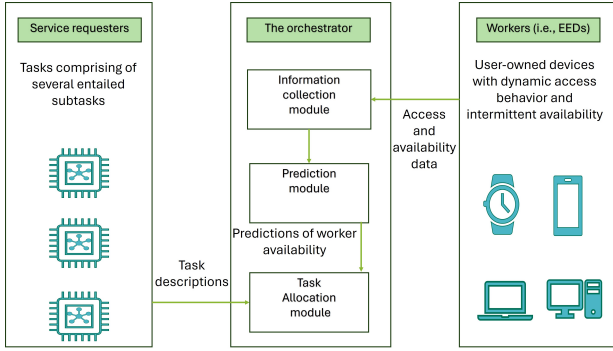 Service requesters
Tasks comprising of
several entailed
subtasks
Task
descriptions
The orchestrator
Information
collection
module
Prediction
module
Predictions of worker
availability
Task
Allocation
module
Access
and
availability
data
Workers (i.e., EEDs)
User-owned devices
with dynamic access
behavior and
intermittent availability